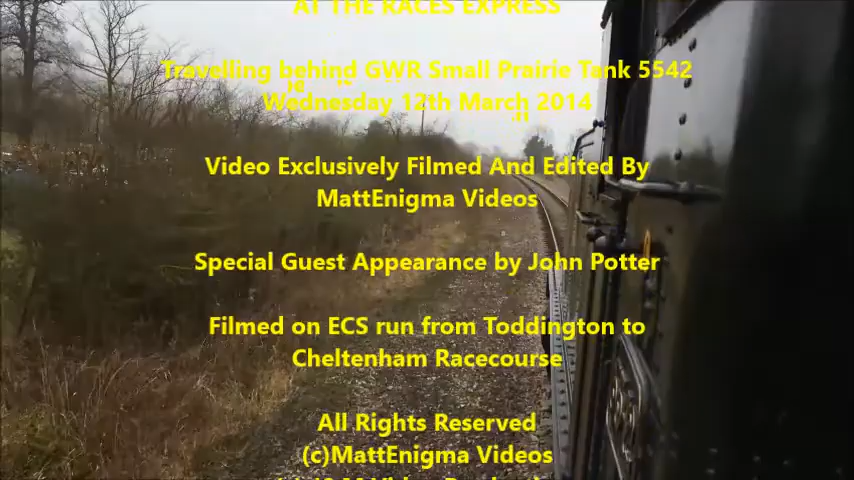 AT THE RACES EXPRESS
Travelling behind GWR Small Prairie Tank 5542
Wednesday 12th March 2014
Video Exclusively Filmed And Edited By
MattEnigma Videos
Special Guest Appearance by John Potter
Filmed on ECS run from Toddington to
Cheltenham Racecourse
All Rights Reserved
(c)MattEnigma Videos